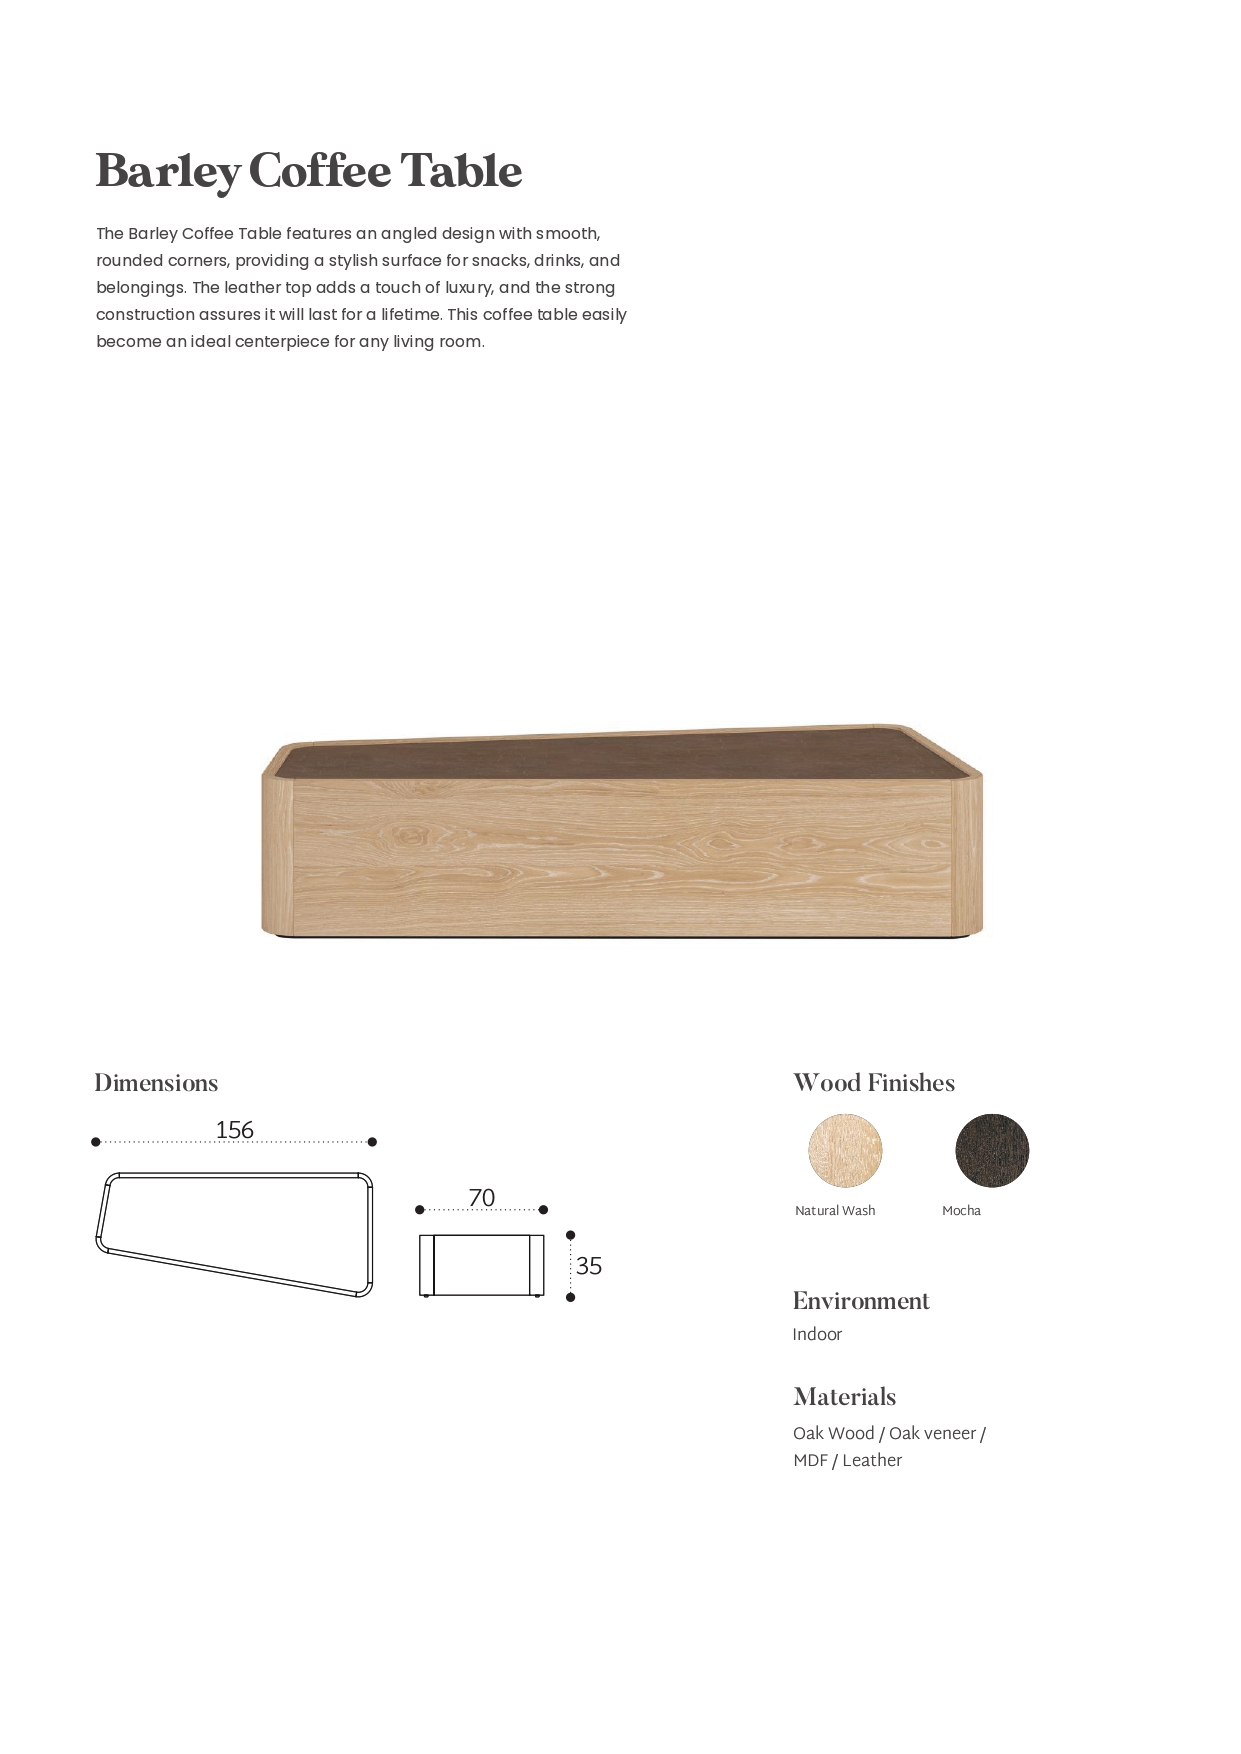 Barley Coffee Table
The Barley Coffee Table features an angled design with smooth,
rounded corners, providing a stylish surface for snacks, drinks, and
belongings. The leather top adds a touch of luxury, and the strong
construction assures it will last for a lifetime. This coffee table easily
become an ideal centerpiece for any living room.
Dimensions
156
70
35
Wood Finishes
Natural Wash
Mocha
Environment
Indoor
Materials
Oak Wood / Oak veneer /
MDF / Leather